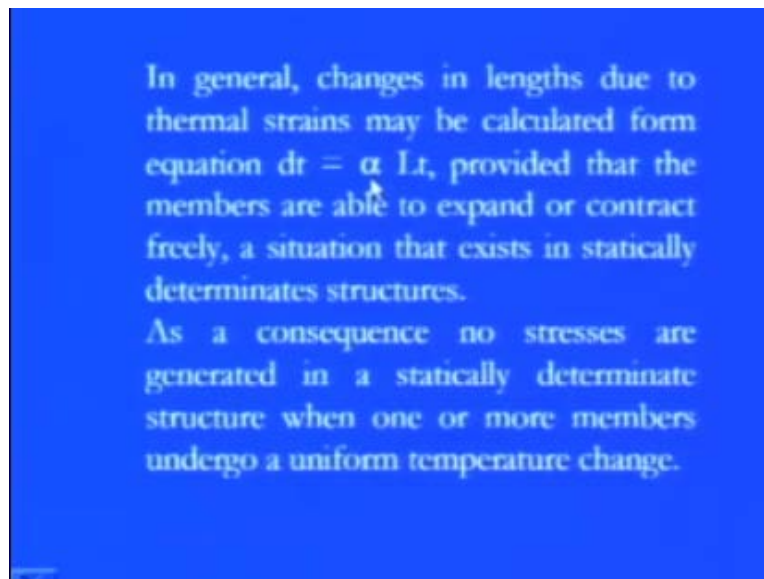 In general, changes in lengths due to
thermal strains may be calculated form
equation dt = α Lt, provided that the
members are able to expand or contract
freely, a situation that exists in statically
determinates structures.
As a consequence no stresses are
generated in a statically determinate
structure when one or more members
undergo a uniform temperature change.